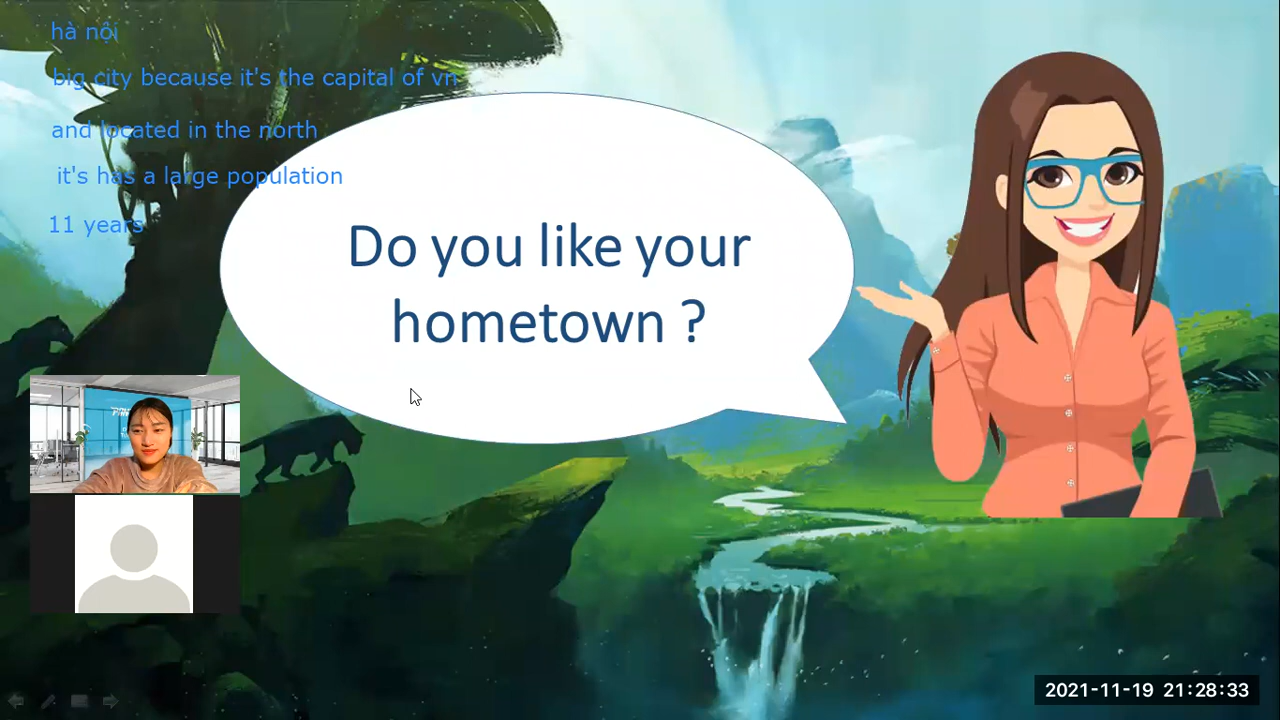 hà nội
big city because it's the capital of vn
and located in the north
it's has a large population
11 years
Do you like your
hometown ?
2021-11-19 21:28:33